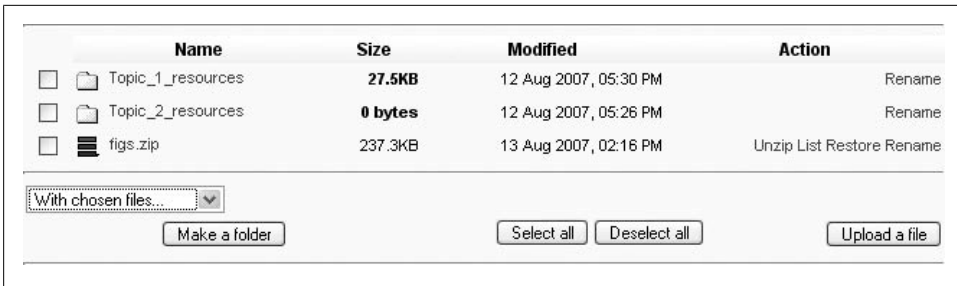 Name Size Modified Action
Topic_1_resources 27.5KB 12 Aug 2007, 05:30 PM Rename
Topic_2_resources 0 bytes 12 Aug 2007, 05:26 PM Rename
figs.zip 237.3KB 13 Aug 2007, 02:16 PM Unzip List Restore Rename
With chosen files...
Make a folder Select all Deselect all Upload a file